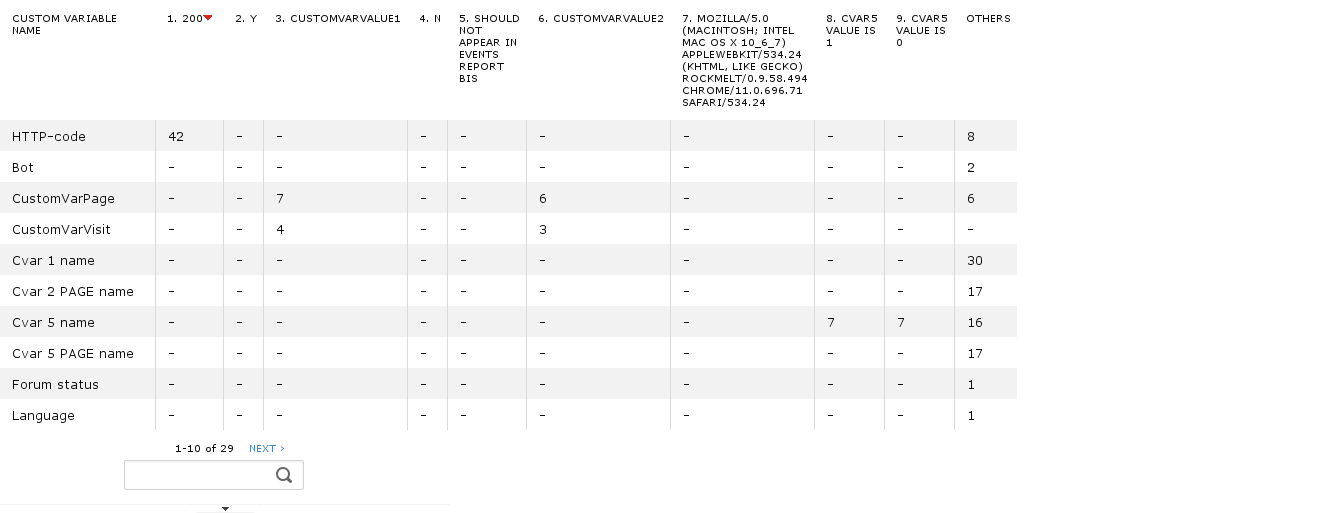 CUSTOM VARIABLE NAME 1. 200 2. Y 3. CUSTOMVARVALUE1 4. N 5. SHOULD NOT APPEAR IN EVENTS REPORT BIS 6. CUSTOMVARVALUE2 7. MOZILLA/5.0 (MACINTOSH; INTEL MAC OS X 10_6_7) APPLEWEBKIT/534.24 (KHTML, LIKE GECKO) ROCKMELT/0.9.58.494 CHROME/11.0.696.71 SAFARI/534.24 8. CVAR5 VALUE IS 1 9. CVAR5 VALUE IS 0 OTHERS
HTTP-code 42 - - - - - - - - 8
Bot - - - - - - - - - 2
CustomVarPage - - 7 - - 6 - - - 6
CustomVarVisit - - 4 - - 3 - - - -
Cvar 1 name - - - - - - - - - 30
Cvar 2 PAGE name - - - - - - - - - 17
Cvar 5 name - - - - - - - 7 7 16
Cvar 5 PAGE name - - - - - - - - - 17
Forum status - - - - - - - - - 1
Language - - - - - - - - - 1
1-10 of 29 NEXT ›